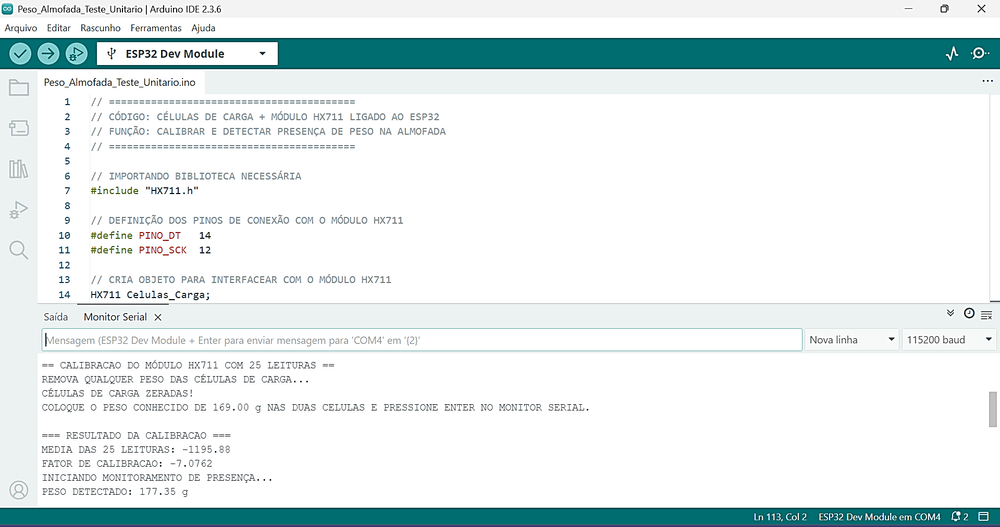 Peso_Almofada_Teste_Unitario | Arduino IDE 2.3.6
Arquivo Editar Rascunho Ferramentas Ajuda
ESP32 Dev Module
Peso_Almofada_Teste_Unitario.ino
1 // =========================================
2 // CÓDIGO: CÉLULAS DE CARGA + MÓDULO HX711 LIGADO AO ESP32
3 // FUNÇÃO: CALIBRAR E DETECTAR PRESENÇA DE PESO NA ALMOFADA
4 // =========================================
5
6 // IMPORTANDO BIBLIOTECA NECESSÁRIA
7 #include "HX711.h"
8
9 // DEFINIÇÃO DOS PINOS DE CONEXÃO COM O MÓDULO HX711
10 #define PINO_DT 14
11 #define PINO_SCK 12
12
13 // CRIA OBJETO PARA INTERFACEAR COM O MÓDULO HX711
14 HX711 Celulas_Carga;
Saída Monitor Serial
Mensagem (ESP32 Dev Module + Enter para enviar mensagem para 'COM4' em '{2}' Nova linha 115200 baud
== CALIBRACAO DO MÓDULO HX711 COM 25 LEITURAS ==
REMOVA QUALQUER PESO DAS CÉLULAS DE CARGA...
CÉLULAS DE CARGA ZERADAS!
COLOQUE O PESO CONHECIDO DE 169.00 g NAS DUAS CELULAS E PRESSIONE ENTER NO MONITOR SERIAL.
=== RESULTADO DA CALIBRACAO ===
MEDIA DAS 25 LEITURAS: -1195.88
FATOR DE CALIBRACAO: -7.0762
INICIANDO MONITORAMENTO DE PRESENÇA...
PESO DETECTADO: 177.35 g
Ln 113, Col 2 ESP32 Dev Module em COM4 2